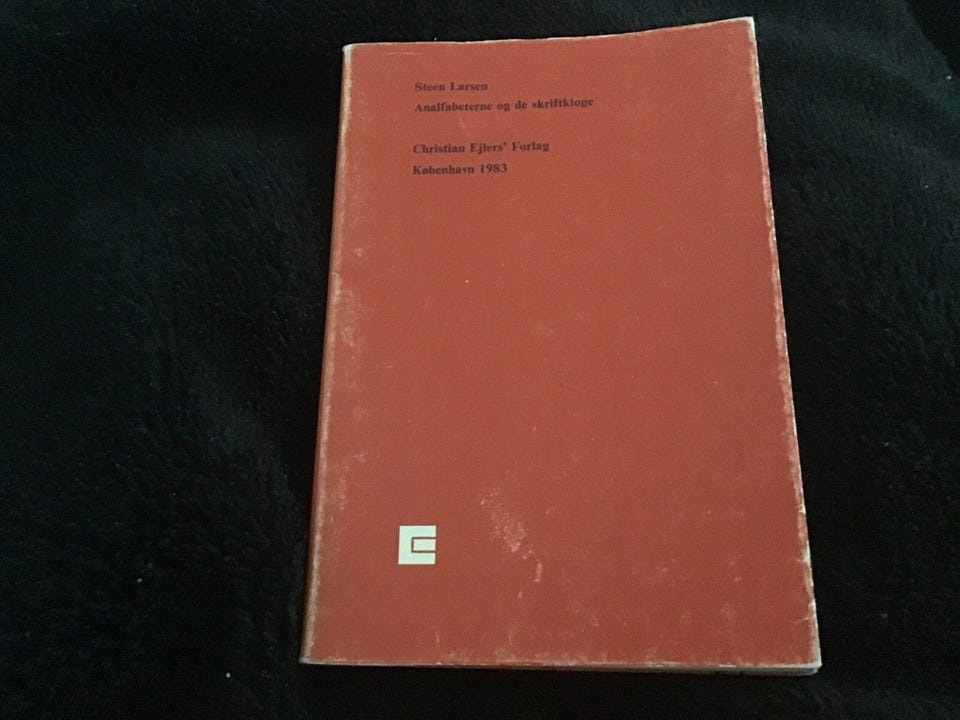 Steen Larsen
Analfabeterne og de skriftkloge
Christian Ejlers' Forlag
København 1983